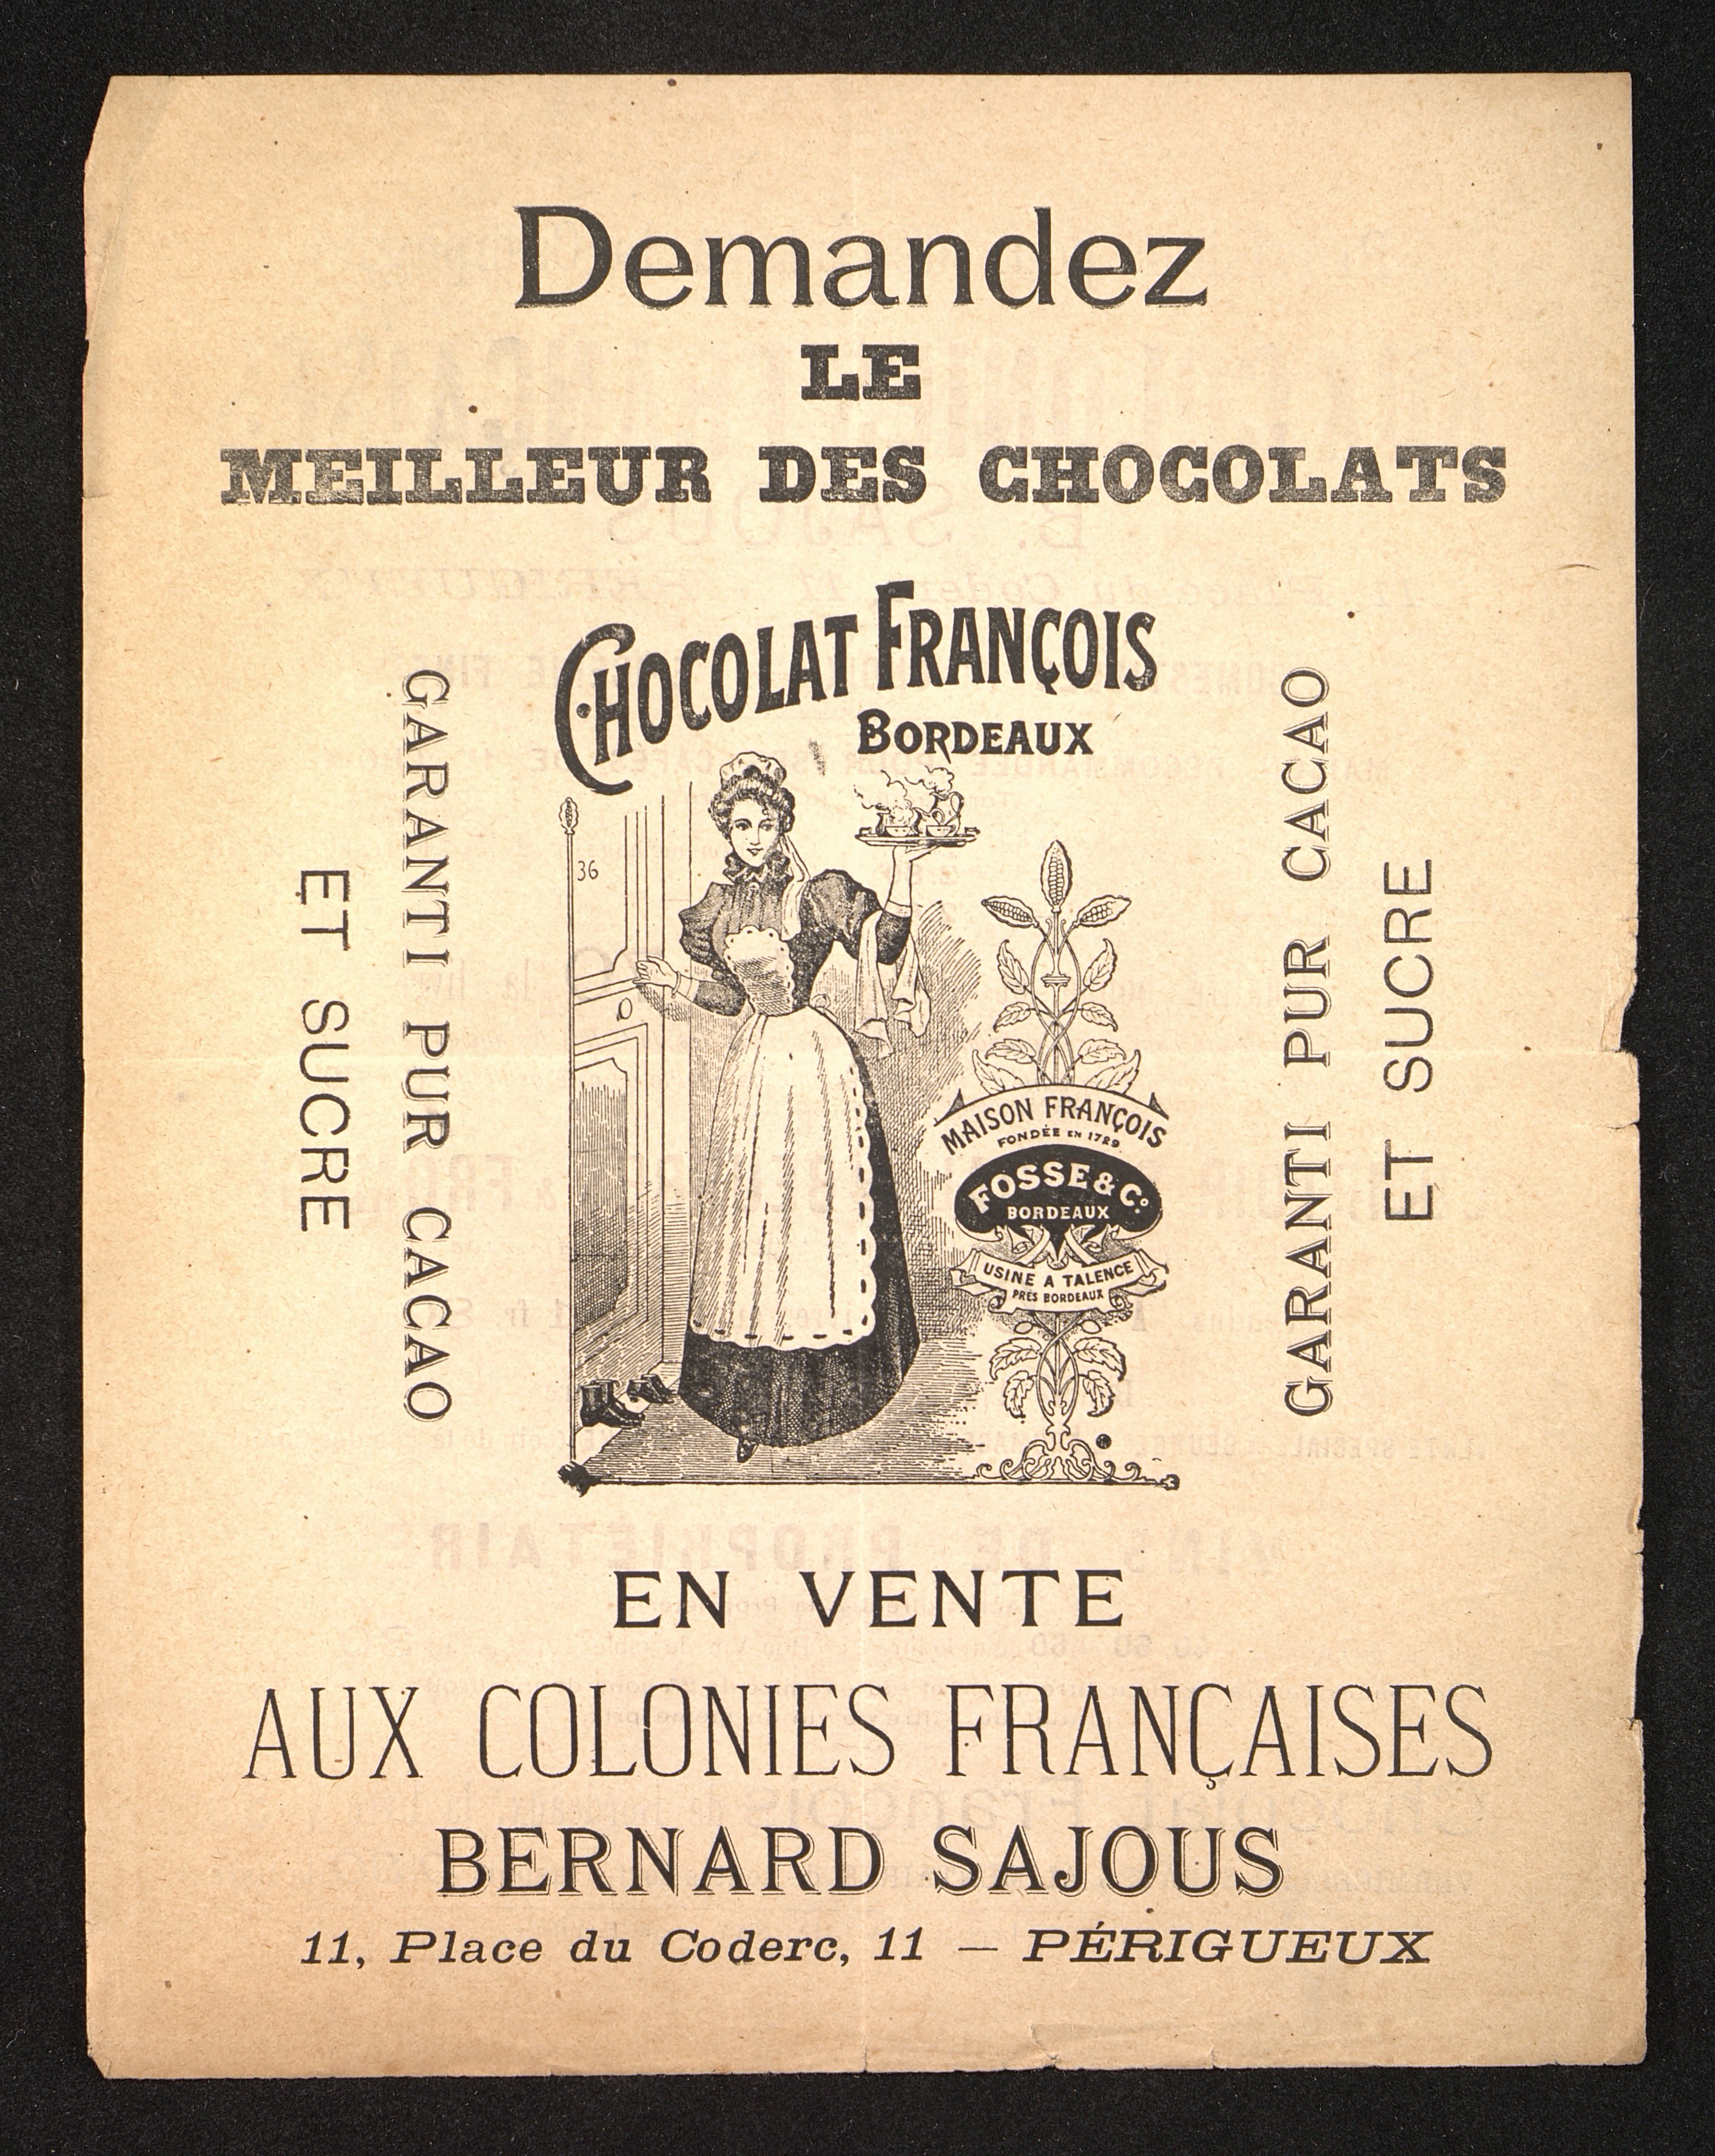 Demandez
LE
MEILLEUR DES CHOCOLATS
CHOCOLAT FRANÇOIS
BORDEAUX
ET SUCRE
GARANTI PUR CACAO
36
MAISON FRANÇOIS
FONDÉE EN 1729
FOSSE & Co.
BORDEAUX
USINE A TALENCE
PRÈS BORDEAUX
GARANTI PUR CACAO
ET SUCRE
EN VENTE
AUX COLONIES FRANÇAISES
BERNARD SAJOUS
11, Place du Coderc, 11 — PÉRIGUEUX